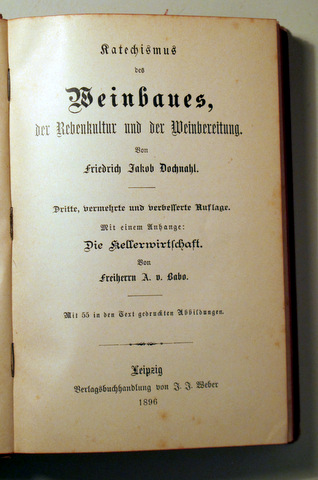 Katechismus
des
Weinbaues,
der Rebenkultur und der Weinbereitung.
Von
Friedrich Jakob Dochnahl.
Dritte, vermehrte und verbesserte Auflage.
Mit einem Anhange:
Die Kellerwirtschaft.
Von
Freiherrn A. v. Babo.
Mit 55 in den Text gedruckten Abbildungen.
Leipzig
Verlagsbuchhandlung von J. J. Weber
1896